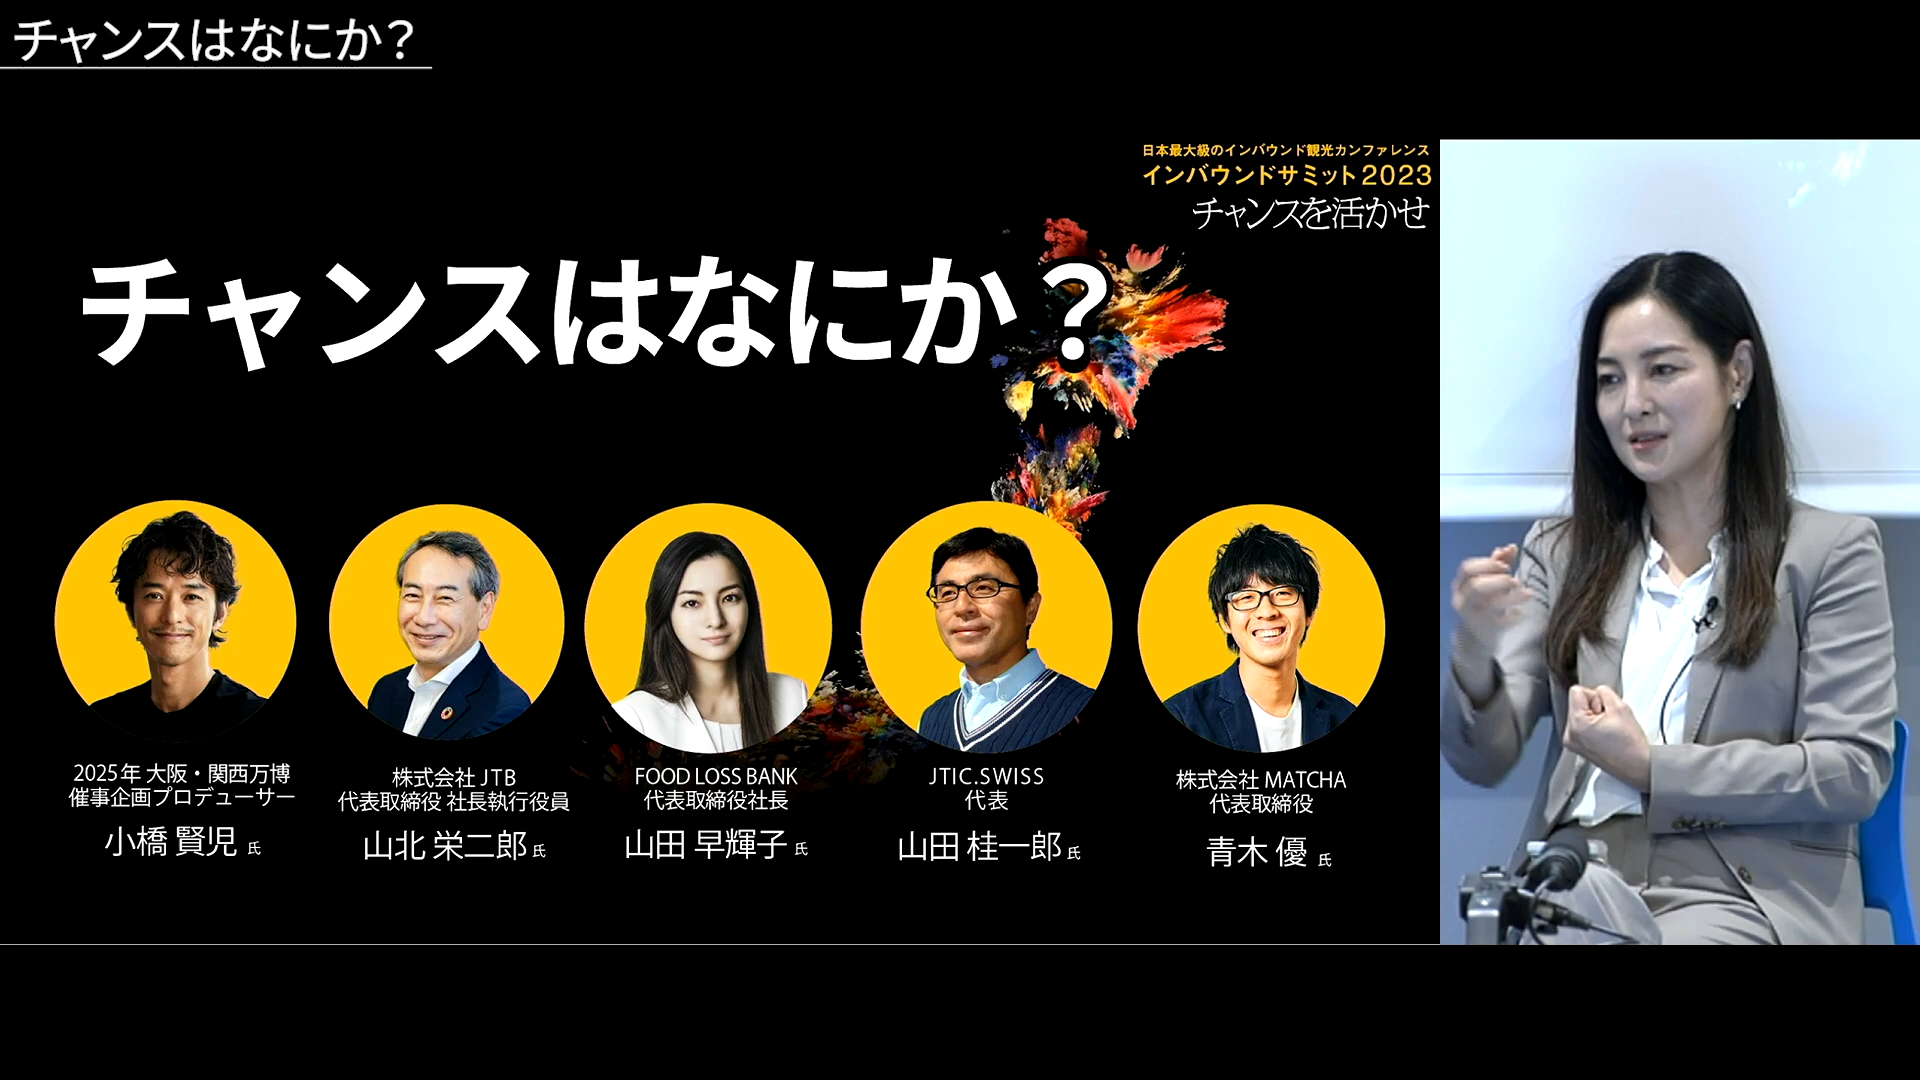 チャンスはなにか？
日本最大級のインバウンド観光カンファレンス
インバウンドサミット2023
チャンスを活かせ
チャンスはなにか？
2025年 大阪・関西万博
催事企画プロデューサー
小橋 賢児 氏
株式会社 JTB
代表取締役 社長執行役員
山北 栄二郎 氏
FOOD LOSS BANK
代表取締役社長
山田 早輝子 氏
JTIC.SWISS
代表
山田 桂一郎 氏
株式会社 MATCHA
代表取締役
青木 優 氏